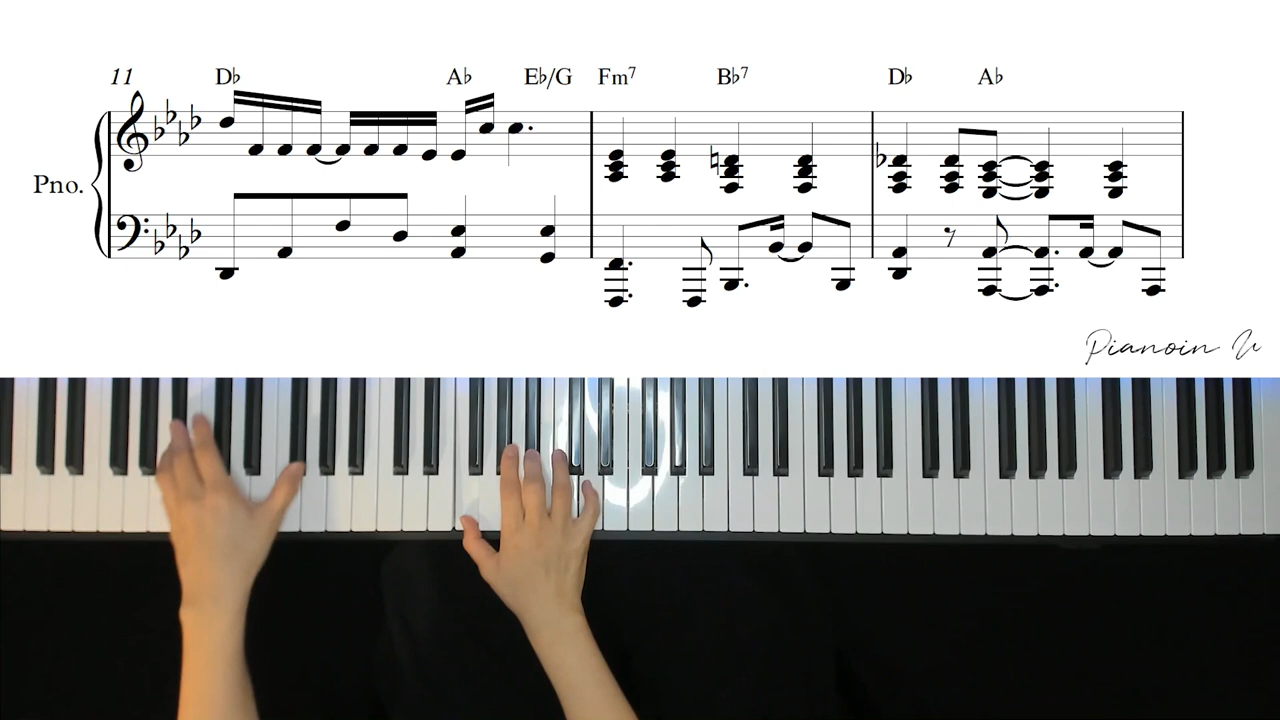 11 D♭ A♭ E♭/G Fm7 B♭7 D♭ A♭
Pno.
Pianoin U